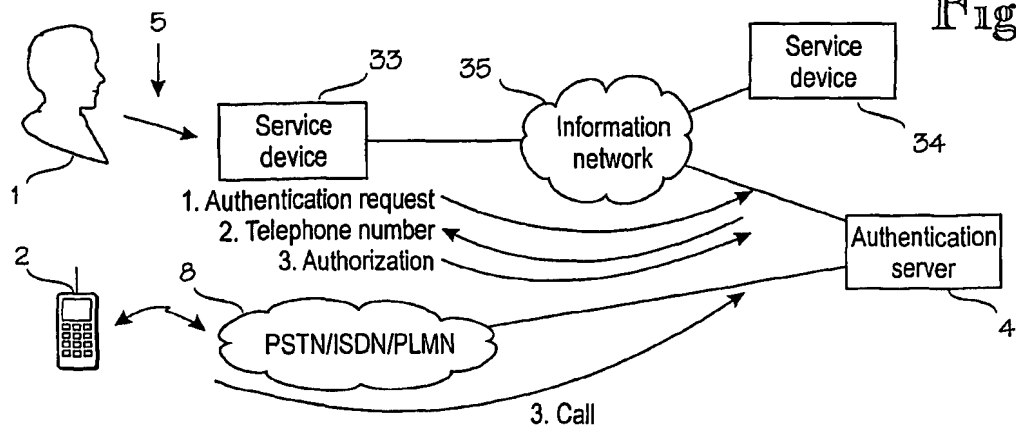 Fig
5
33
35
Service
device
34
1
Service
device
Information
network
1. Authentication request
2. Telephone number
3. Authorization
Authentication
server
4
2
8
PSTN/ISDN/PLMN
3. Call